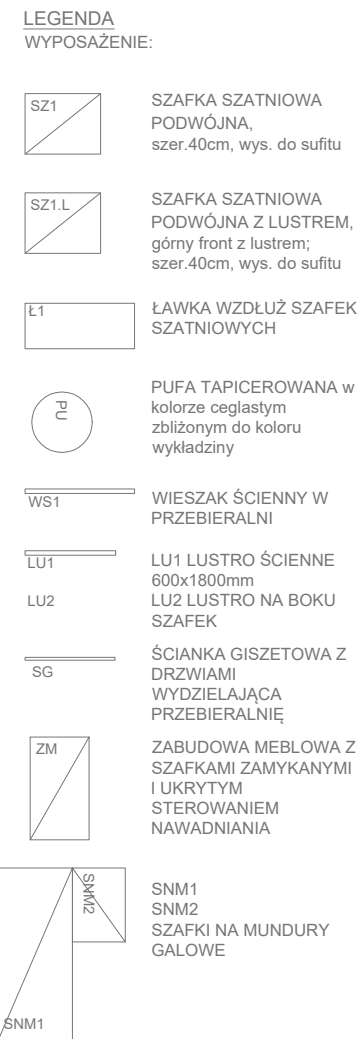 LEGENDA
WYPOSAŻENIE:
SZ1
SZAFKA SZATNIOWA
PODWÓJNA,
szer.40cm, wys. do sufitu
SZ1.L
SZAFKA SZATNIOWA
PODWÓJNA Z LUSTREM,
górny front z lustrem;
szer.40cm, wys. do sufitu
Ł1
ŁAWKA WZDŁUŻ SZAFEK
SZATNIOWYCH
PU
PUFA TAPICEROWANA w
kolorze ceglastym
zbliżonym do koloru
wykładziny
WS1
WIESZAK ŚCIENNY W
PRZEBIERALNI
LU1
LU1 LUSTRO ŚCIENNE
600x1800mm
LU2
LU2 LUSTRO NA BOKU
SZAFEK
SG
ŚCIANKA GISZETOWA Z
DRZWIAMI
WYDZIELAJĄCA
PRZEBIERALNIĘ
ZM
ZABUDOWA MEBLOWA Z
SZAFKAMI ZAMYKANYMI
I UKRYTYM
STEROWANIEM
NAWADNIANIA
SNM2
SNM1
SNM1
SNM2
SZAFKI NA MUNDURY
GALOWE